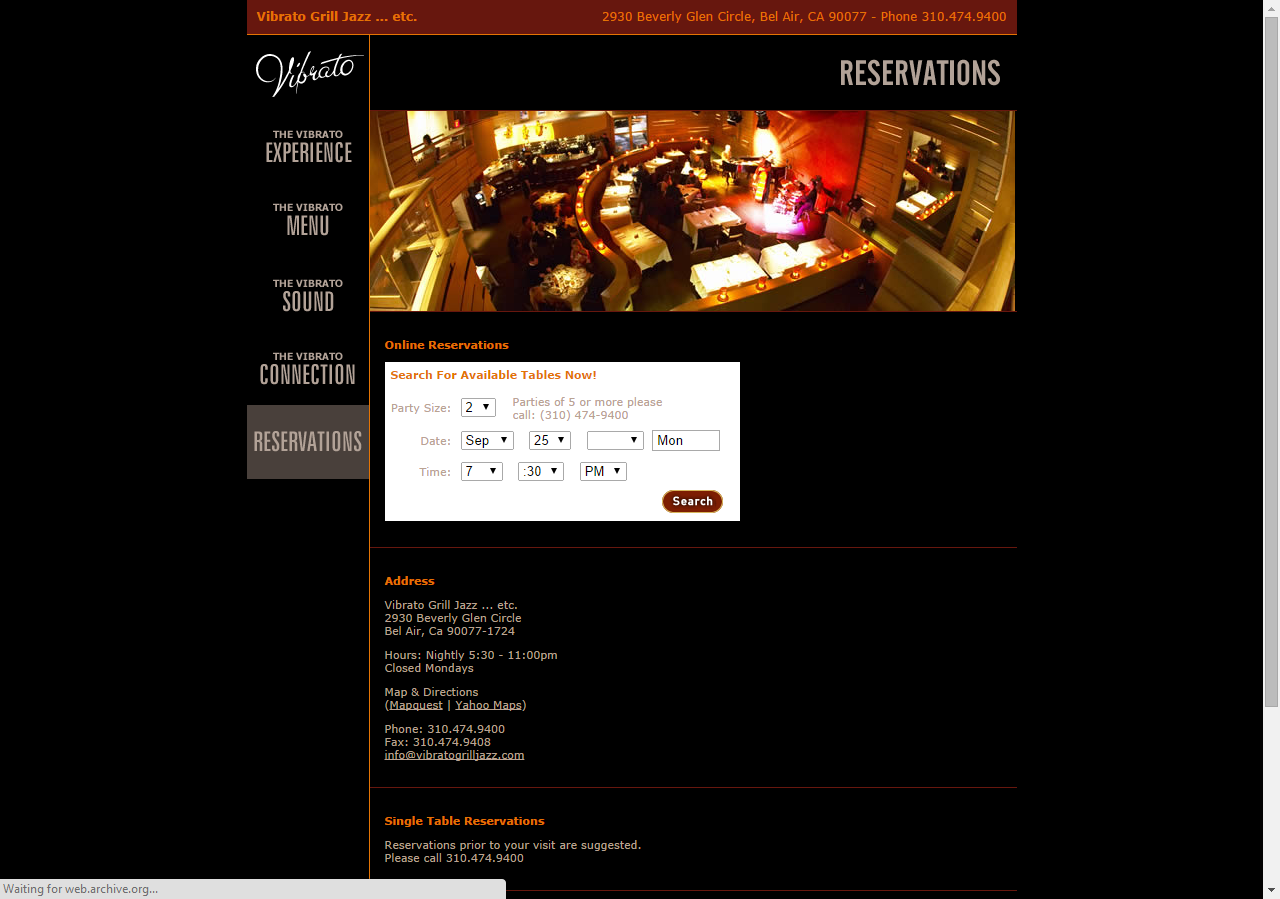 Vibrato Grill Jazz ... etc.
2930 Beverly Glen Circle, Bel Air, CA 90077 - Phone 310.474.9400
Vibrato
RESERVATIONS
THE VIBRATO
EXPERIENCE
THE VIBRATO
MENU
THE VIBRATO
SOUND
THE VIBRATO
CONNECTION
RESERVATIONS
Online Reservations
Search For Available Tables Now!
Party Size: 2
Parties of 5 or more please
call: (310) 474-9400
Date: Sep 25 Mon
Time: 7 :30 PM
Search
Address
Vibrato Grill Jazz ... etc.
2930 Beverly Glen Circle
Bel Air, Ca 90077-1724
Hours: Nightly 5:30 - 11:00pm
Closed Mondays
Map & Directions
(Mapquest | Yahoo Maps)
Phone: 310.474.9400
Fax: 310.474.9408
info@vibratogrilljazz.com
Single Table Reservations
Reservations prior to your visit are suggested.
Please call 310.474.9400
Waiting for web.archive.org...